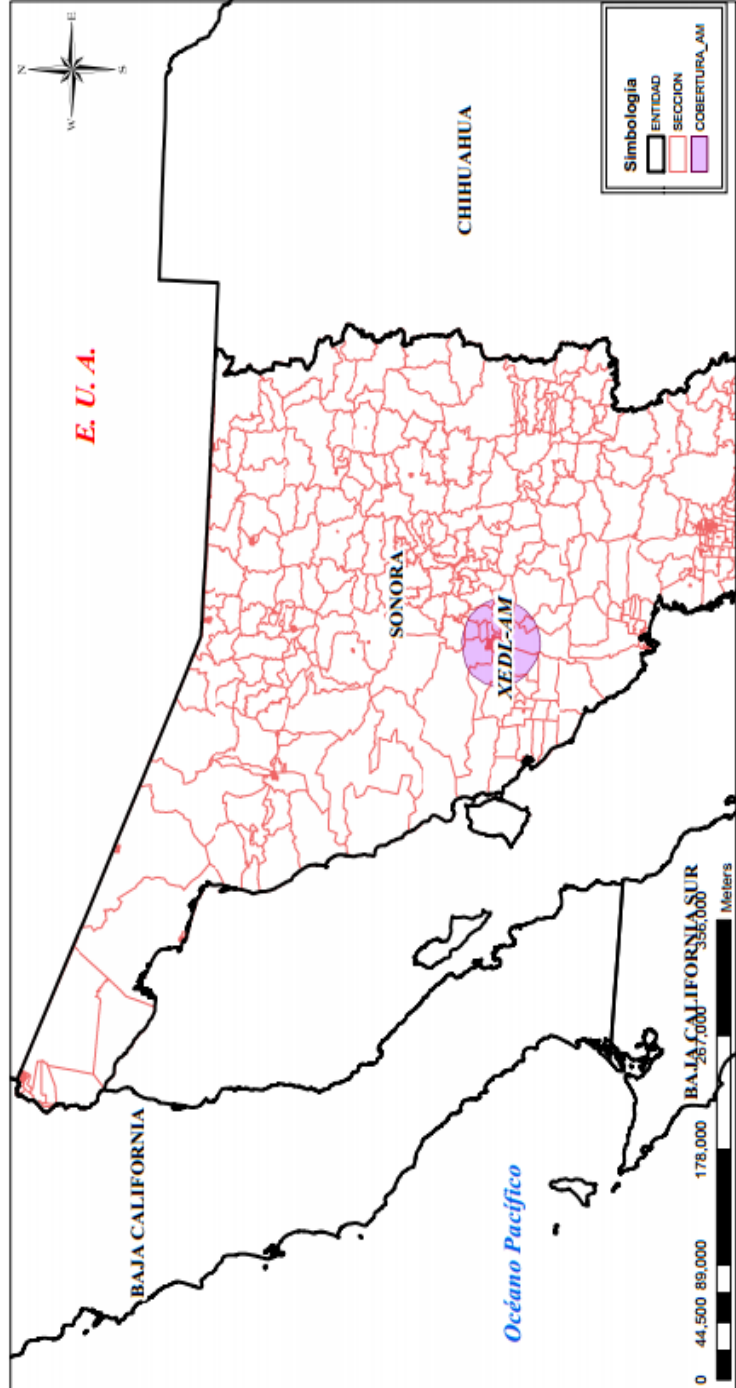 N
W
E
S
E. U. A.
CHIHUAHUA
SONORA
XEDL-AM
BAJA CALIFORNIA
Océano Pacífico
BAJA CALIFORNIA SUR
0 44,500 89,000 178,000 267,000 356,000
Meters
Simbología
ENTIDAD
SECCION
COBERTURA_AM